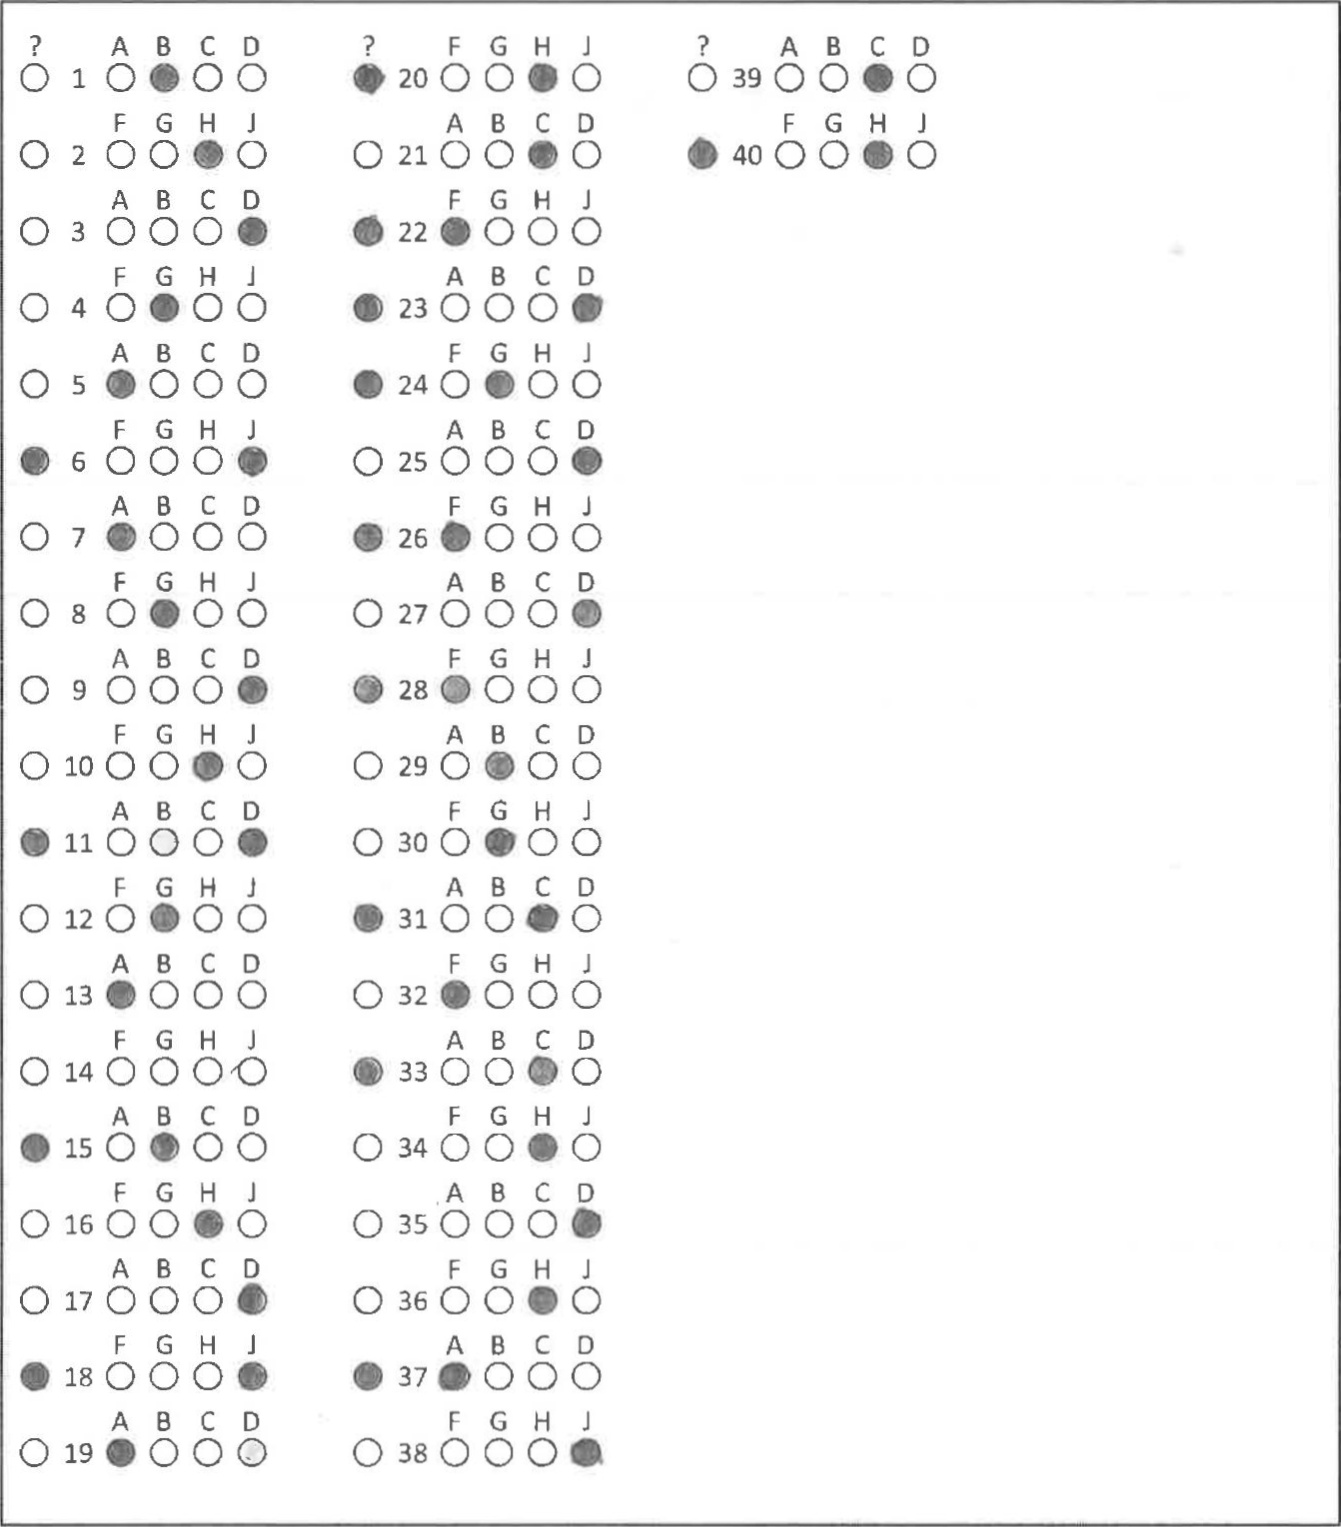 ? A B C D
1
F G H J
2
A B C D
3
F G H J
4
A B C D
5
F G H J
6
A B C D
7
F G H J
8
A B C D
9
F G H J
10
A B C D
11
F G H J
12
A B C D
13
F G H J
14
A B C D
15
F G H J
16
A B C D
17
F G H J
18
A B C D
19
? F G H J
20
A B C D
21
F G H J
22
A B C D
23
F G H J
24
A B C D
25
F G H J
26
A B C D
27
F G H J
28
A B C D
29
F G H J
30
A B C D
31
F G H J
32
A B C D
33
F G H J
34
A B C D
35
F G H J
36
A B C D
37
F G H J
38
? A B C D
39
F G H J
40